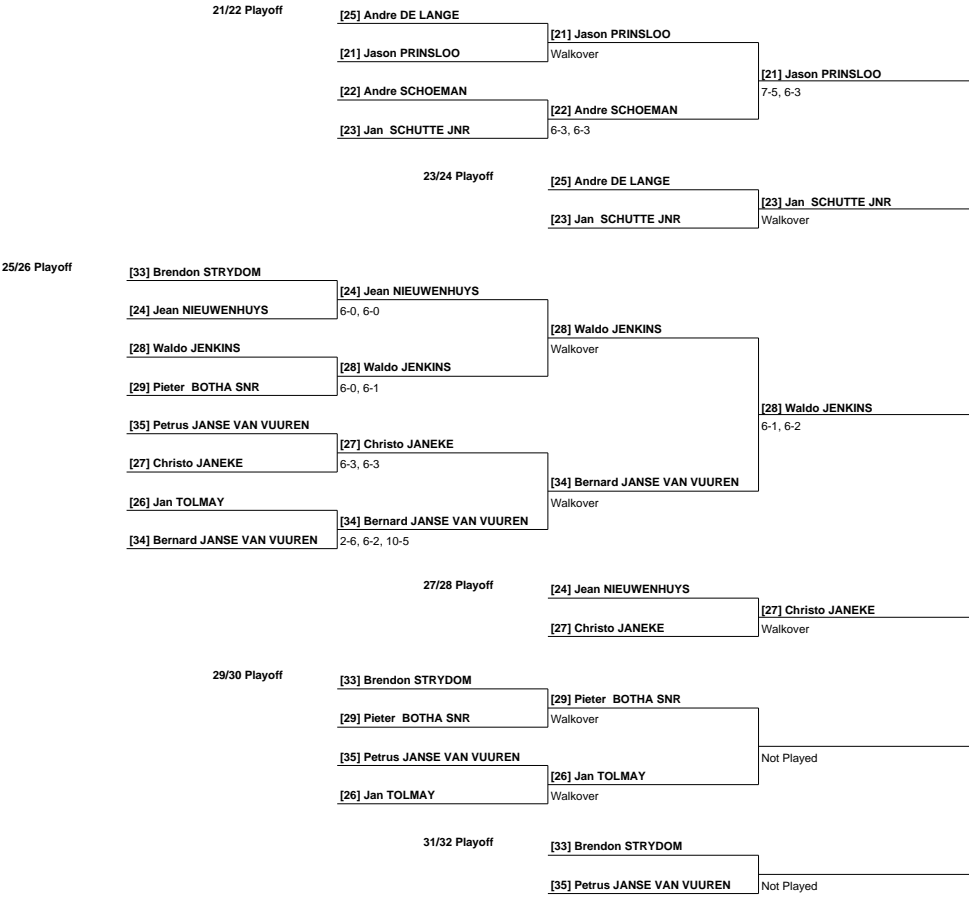 21/22 Playoff
[25] Andre DE LANGE
[21] Jason PRINSLOO
[21] Jason PRINSLOO
Walkover
[21] Jason PRINSLOO
7-5, 6-3
[22] Andre SCHOEMAN
[22] Andre SCHOEMAN
[23] Jan  SCHUTTE JNR
6-3, 6-3
23/24 Playoff
[25] Andre DE LANGE
[23] Jan  SCHUTTE JNR
[23] Jan  SCHUTTE JNR
Walkover
25/26 Playoff
[33] Brendon STRYDOM
[24] Jean NIEUWENHUYS
[24] Jean NIEUWENHUYS
6-0, 6-0
[28] Waldo JENKINS
[28] Waldo JENKINS
Walkover
[28] Waldo JENKINS
[29] Pieter  BOTHA SNR
6-0, 6-1
[28] Waldo JENKINS
6-1, 6-2
[35] Petrus JANSE VAN VUUREN
[27] Christo JANEKE
[27] Christo JANEKE
6-3, 6-3
[34] Bernard JANSE VAN VUUREN
Walkover
[26] Jan TOLMAY
[34] Bernard JANSE VAN VUUREN
[34] Bernard JANSE VAN VUUREN
2-6, 6-2, 10-5
27/28 Playoff
[24] Jean NIEUWENHUYS
[27] Christo JANEKE
[27] Christo JANEKE
Walkover
29/30 Playoff
[33] Brendon STRYDOM
[29] Pieter  BOTHA SNR
[29] Pieter  BOTHA SNR
Walkover
[35] Petrus JANSE VAN VUUREN
Not Played
[26] Jan TOLMAY
[26] Jan TOLMAY
Walkover
31/32 Playoff
[33] Brendon STRYDOM
[35] Petrus JANSE VAN VUUREN
Not Played